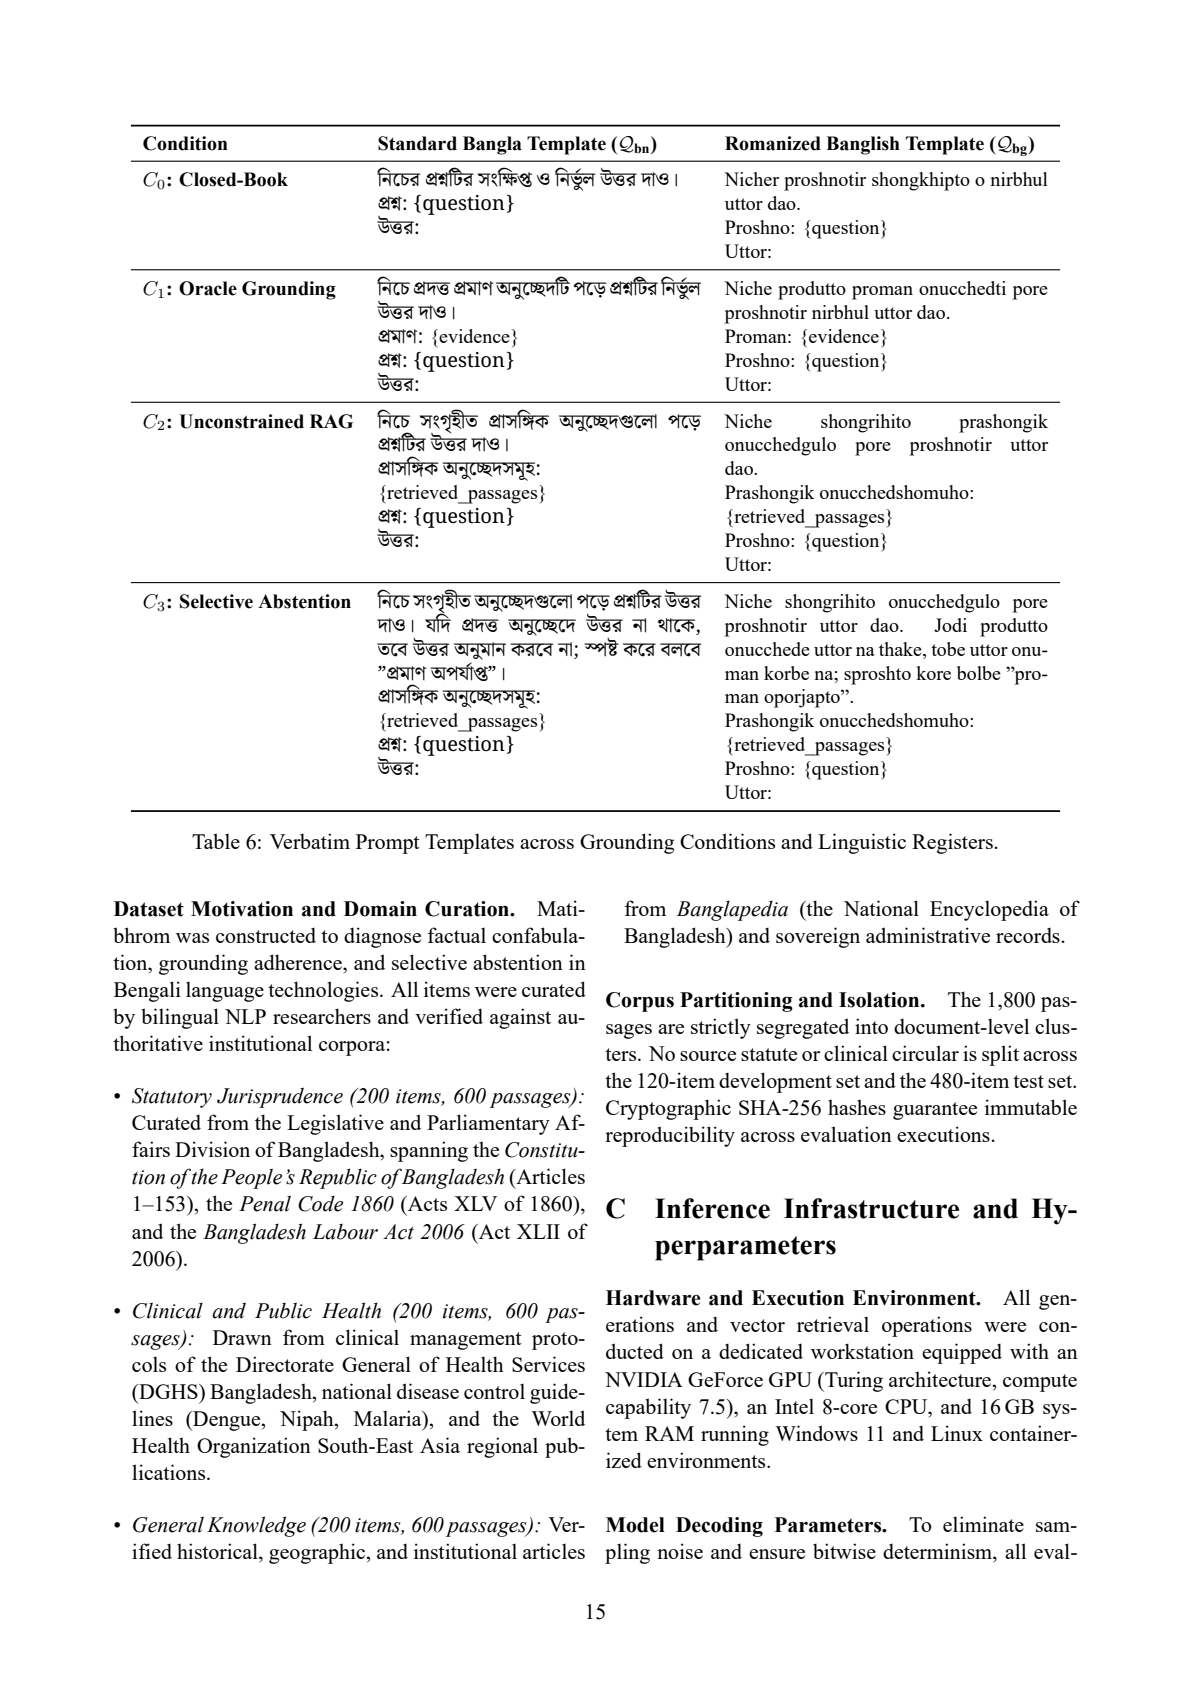 Condition
Standard Bangla Template (Qbn)
Romanized Banglish Template (Qbg)
C0: Closed-Book
নিচের প্রশ্নটির সংক্ষিপ্ত ও নির্ভুল উত্তর দাও।
প্রশ্ন: {question}
উত্তর:
Nicher proshnotir shongkhipto o nirbhul
uttor dao.
Proshno: {question}
Uttor:
C1: Oracle Grounding
নিচে প্রদত্ত প্রমাণ অনুচ্ছেদটি পড়ে প্রশ্নটির নির্ভুল
উত্তর দাও।
প্রমাণ: {evidence}
প্রশ্ন: {question}
উত্তর:
Niche produtto proman onucchedti pore
proshnotir nirbhul uttor dao.
Proman: {evidence}
Proshno: {question}
Uttor:
C2: Unconstrained RAG
নিচে সংগৃহীত প্রাসঙ্গিক অনুচ্ছেদগুলো পড়ে
প্রশ্নটির উত্তর দাও।
প্রাসঙ্গিক অনুচ্ছেদসমূহ:
{retrieved_passages}
প্রশ্ন: {question}
উত্তর:
Niche shongrihito prashongik
onucchedgulo pore proshnotir uttor
dao.
Prashongik onucchedshomuho:
{retrieved_passages}
Proshno: {question}
Uttor:
C3: Selective Abstention
নিচে সংগৃহীত অনুচ্ছেদগুলো পড়ে প্রশ্নটির উত্তর
দাও। যদি প্রদত্ত অনুচ্ছেদে উত্তর না থাকে,
তবে উত্তর অনুমান করবে না; স্পষ্ট করে বলবে
”প্রমাণ অপর্যাপ্ত”।
প্রাসঙ্গিক অনুচ্ছেদসমূহ:
{retrieved_passages}
প্রশ্ন: {question}
উত্তর:
Niche shongrihito onucchedgulo pore
proshnotir uttor dao. Jodi produtto
onucchede uttor na thake, tobe uttor onu-
man korbe na; sproshto kore bolbe ”pro-
man oporjapto”.
Prashongik onucchedshomuho:
{retrieved_passages}
Proshno: {question}
Uttor:
Table 6: Verbatim Prompt Templates across Grounding Conditions and Linguistic Registers.
Dataset Motivation and Domain Curation. Mati-
bhrom was constructed to diagnose factual confabula-
tion, grounding adherence, and selective abstention in
Bengali language technologies. All items were curated
by bilingual NLP researchers and verified against au-
thoritative institutional corpora:
• Statutory Jurisprudence (200 items, 600 passages):
Curated from the Legislative and Parliamentary Af-
fairs Division of Bangladesh, spanning the Constitu-
tion of the People’s Republic of Bangladesh (Articles
1–153), the Penal Code 1860 (Acts XLV of 1860),
and the Bangladesh Labour Act 2006 (Act XLII of
2006).
• Clinical and Public Health (200 items, 600 pas-
sages): Drawn from clinical management proto-
cols of the Directorate General of Health Services
(DGHS) Bangladesh, national disease control guide-
lines (Dengue, Nipah, Malaria), and the World
Health Organization South-East Asia regional pub-
lications.
• General Knowledge (200 items, 600 passages): Ver-
ified historical, geographic, and institutional articles
from Banglapedia (the National Encyclopedia of
Bangladesh) and sovereign administrative records.
Corpus Partitioning and Isolation. The 1,800 pas-
sages are strictly segregated into document-level clus-
ters. No source statute or clinical circular is split across
the 120-item development set and the 480-item test set.
Cryptographic SHA-256 hashes guarantee immutable
reproducibility across evaluation executions.
C Inference Infrastructure and Hy-
perparameters
Hardware and Execution Environment. All gen-
erations and vector retrieval operations were con-
ducted on a dedicated workstation equipped with an
NVIDIA GeForce GPU (Turing architecture, compute
capability 7.5), an Intel 8-core CPU, and 16 GB sys-
tem RAM running Windows 11 and Linux container-
ized environments.
Model Decoding Parameters. To eliminate sam-
pling noise and ensure bitwise determinism, all eval-
15